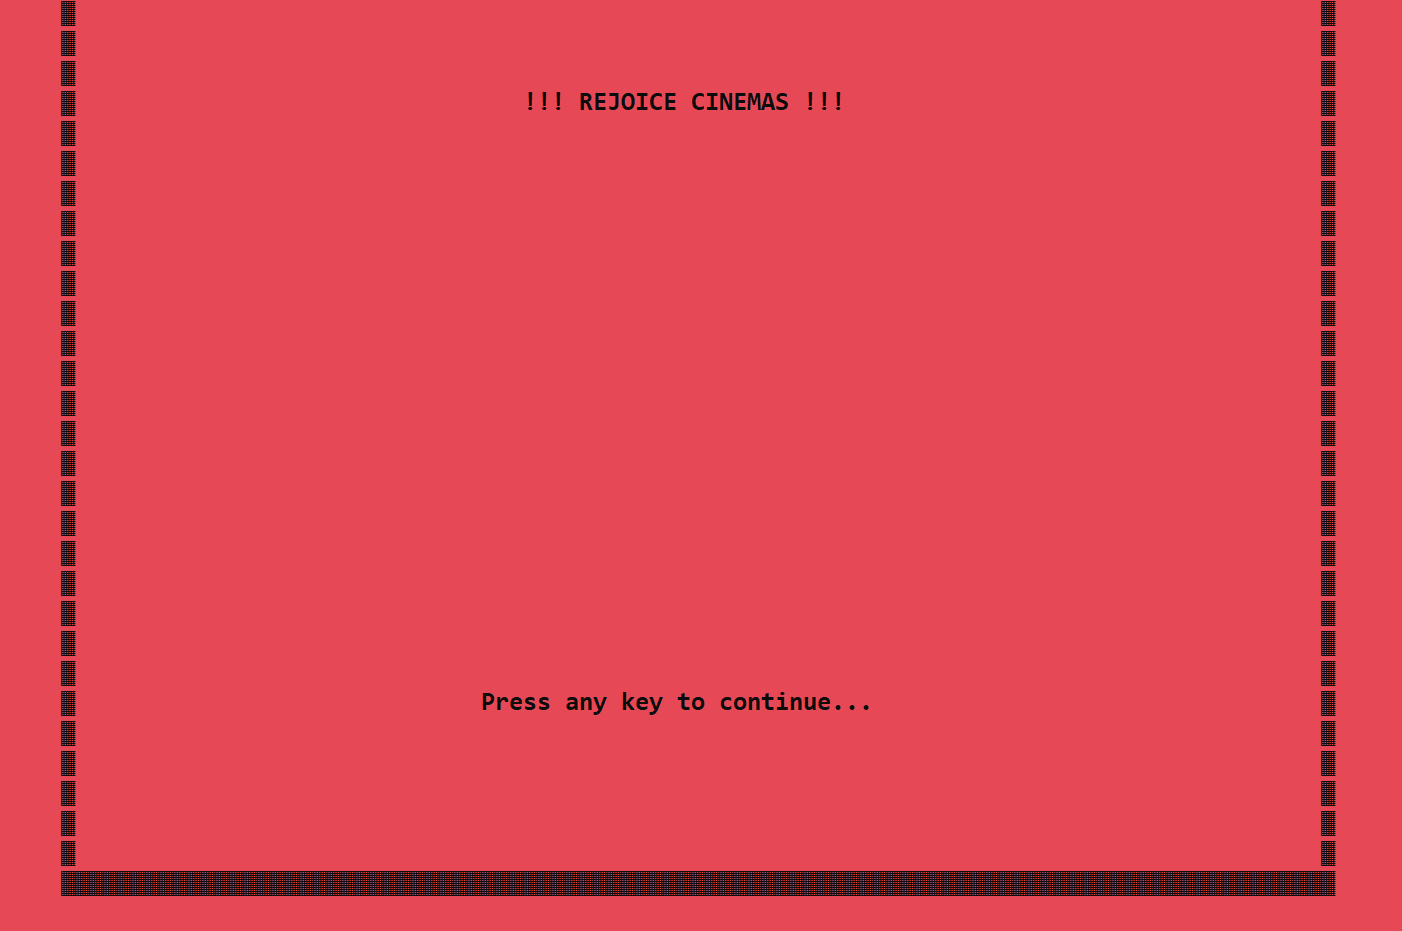 !!! REJOICE CINEMAS !!!
Press any key to continue...